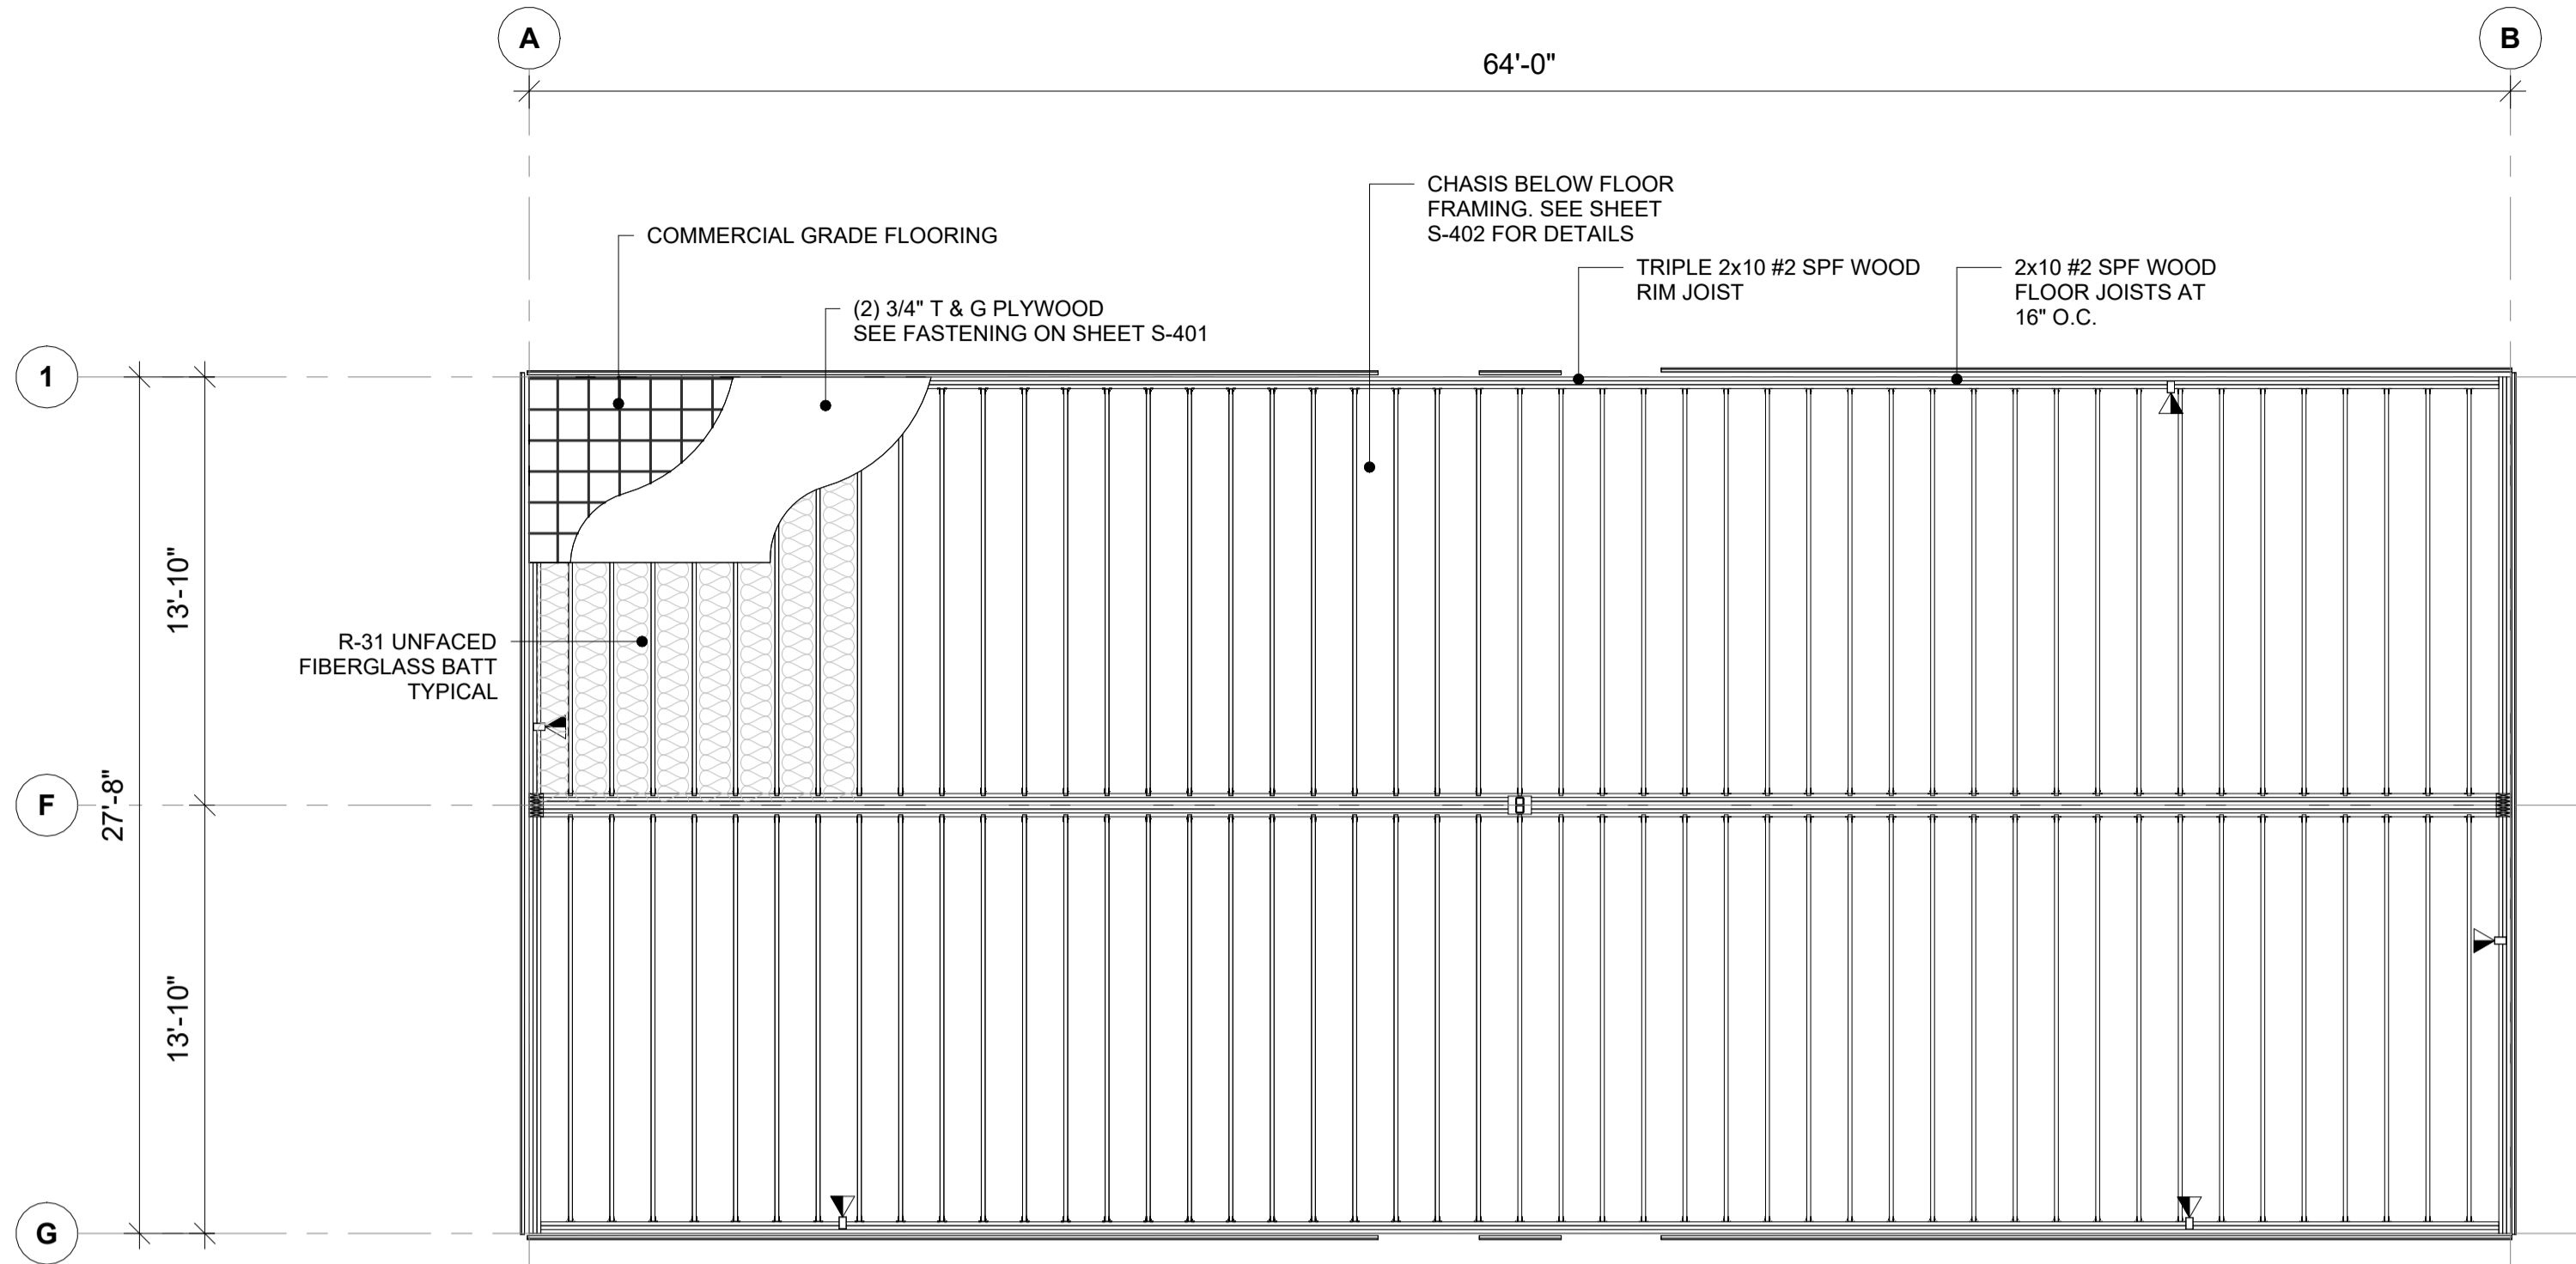 A
B
64'-0"
CHASIS BELOW FLOOR
FRAMING. SEE SHEET
S-402 FOR DETAILS
COMMERCIAL GRADE FLOORING
TRIPLE 2x10 #2 SPF WOOD
RIM JOIST
2x10 #2 SPF WOOD
FLOOR JOISTS AT
16" O.C.
(2) 3/4" T & G PLYWOOD
SEE FASTENING ON SHEET S-401
1
13'-10"
R-31 UNFACED
FIBERGLASS BATT
TYPICAL
27'-8"
F
13'-10"
G